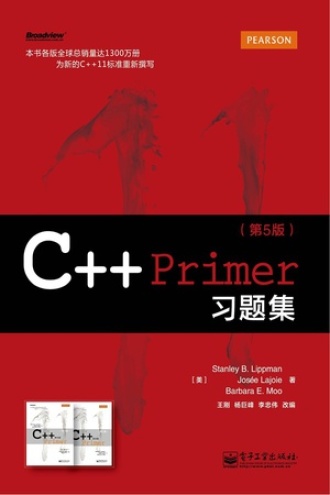 Broadview
PEARSON
本书各版全球总销量达1300万册
为新的C++11标准重新撰写
11
（第5版）
C++ Primer
习题集
Stanley B. Lippman
［美］ Josée Lajoie 著
Barbara E. Moo
王刚 杨巨峰 李忠伟 改编
C++
C++
电子工业出版社